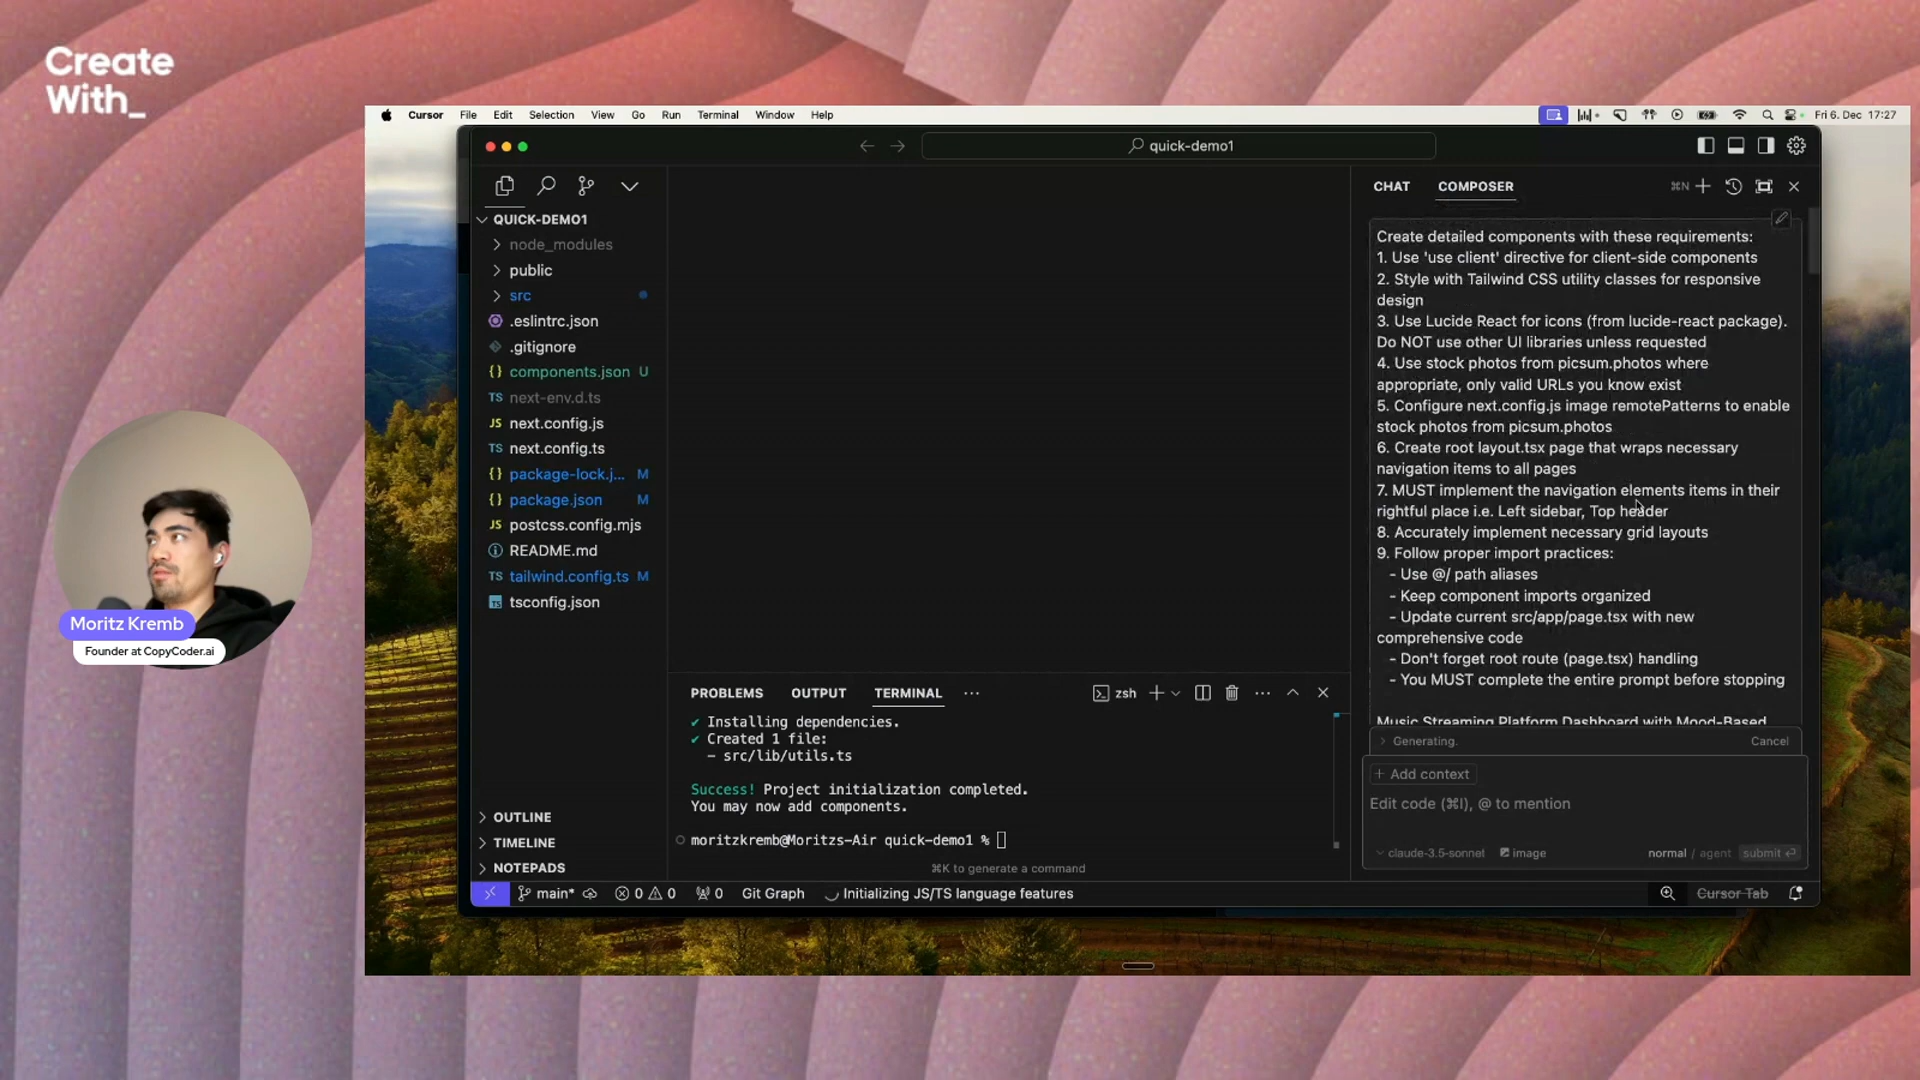 Create
With_
Cursor File Edit Selection View Go Run Terminal Window Help
Fri 6. Dec 17:27
quick-demo1
QUICK-DEMO1
node_modules
public
src
.eslintrc.json
.gitignore
{} components.json U
TS next-env.d.ts
JS next.config.js
TS next.config.ts
{} package-lock.j... M
{} package.json M
JS postcss.config.mjs
README.md
TS tailwind.config.ts M
tsconfig.json
OUTLINE
TIMELINE
NOTEPADS
CHAT COMPOSER ⌘N
Create detailed components with these requirements:
1. Use 'use client' directive for client-side components
2. Style with Tailwind CSS utility classes for responsive
design
3. Use Lucide React for icons (from lucide-react package).
Do NOT use other UI libraries unless requested
4. Use stock photos from picsum.photos where
appropriate, only valid URLs you know exist
5. Configure next.config.js image remotePatterns to enable
stock photos from picsum.photos
6. Create root layout.tsx page that wraps necessary
navigation items to all pages
7. MUST implement the navigation elements items in their
rightful place i.e. Left sidebar, Top header
8. Accurately implement necessary grid layouts
9. Follow proper import practices:
- Use @/ path aliases
- Keep component imports organized
- Update current src/app/page.tsx with new
comprehensive code
- Don't forget root route (page.tsx) handling
- You MUST complete the entire prompt before stopping
Music Streaming Platform Dashboard with Mood-Based
Generating. Cancel
+ Add context
Edit code (⌘I), @ to mention
claude-3.5-sonnet image normal / agent submit
PROBLEMS OUTPUT TERMINAL ··· zsh
✔ Installing dependencies.
✔ Created 1 file:
- src/lib/utils.ts
Success! Project initialization completed.
You may now add components.
moritzkremb@Moritzs-Air quick-demo1 %
⌘K to generate a command
main* 0 0 0 Git Graph Initializing JS/TS language features Cursor Tab
Moritz Kremb
Founder at CopyCoder.ai